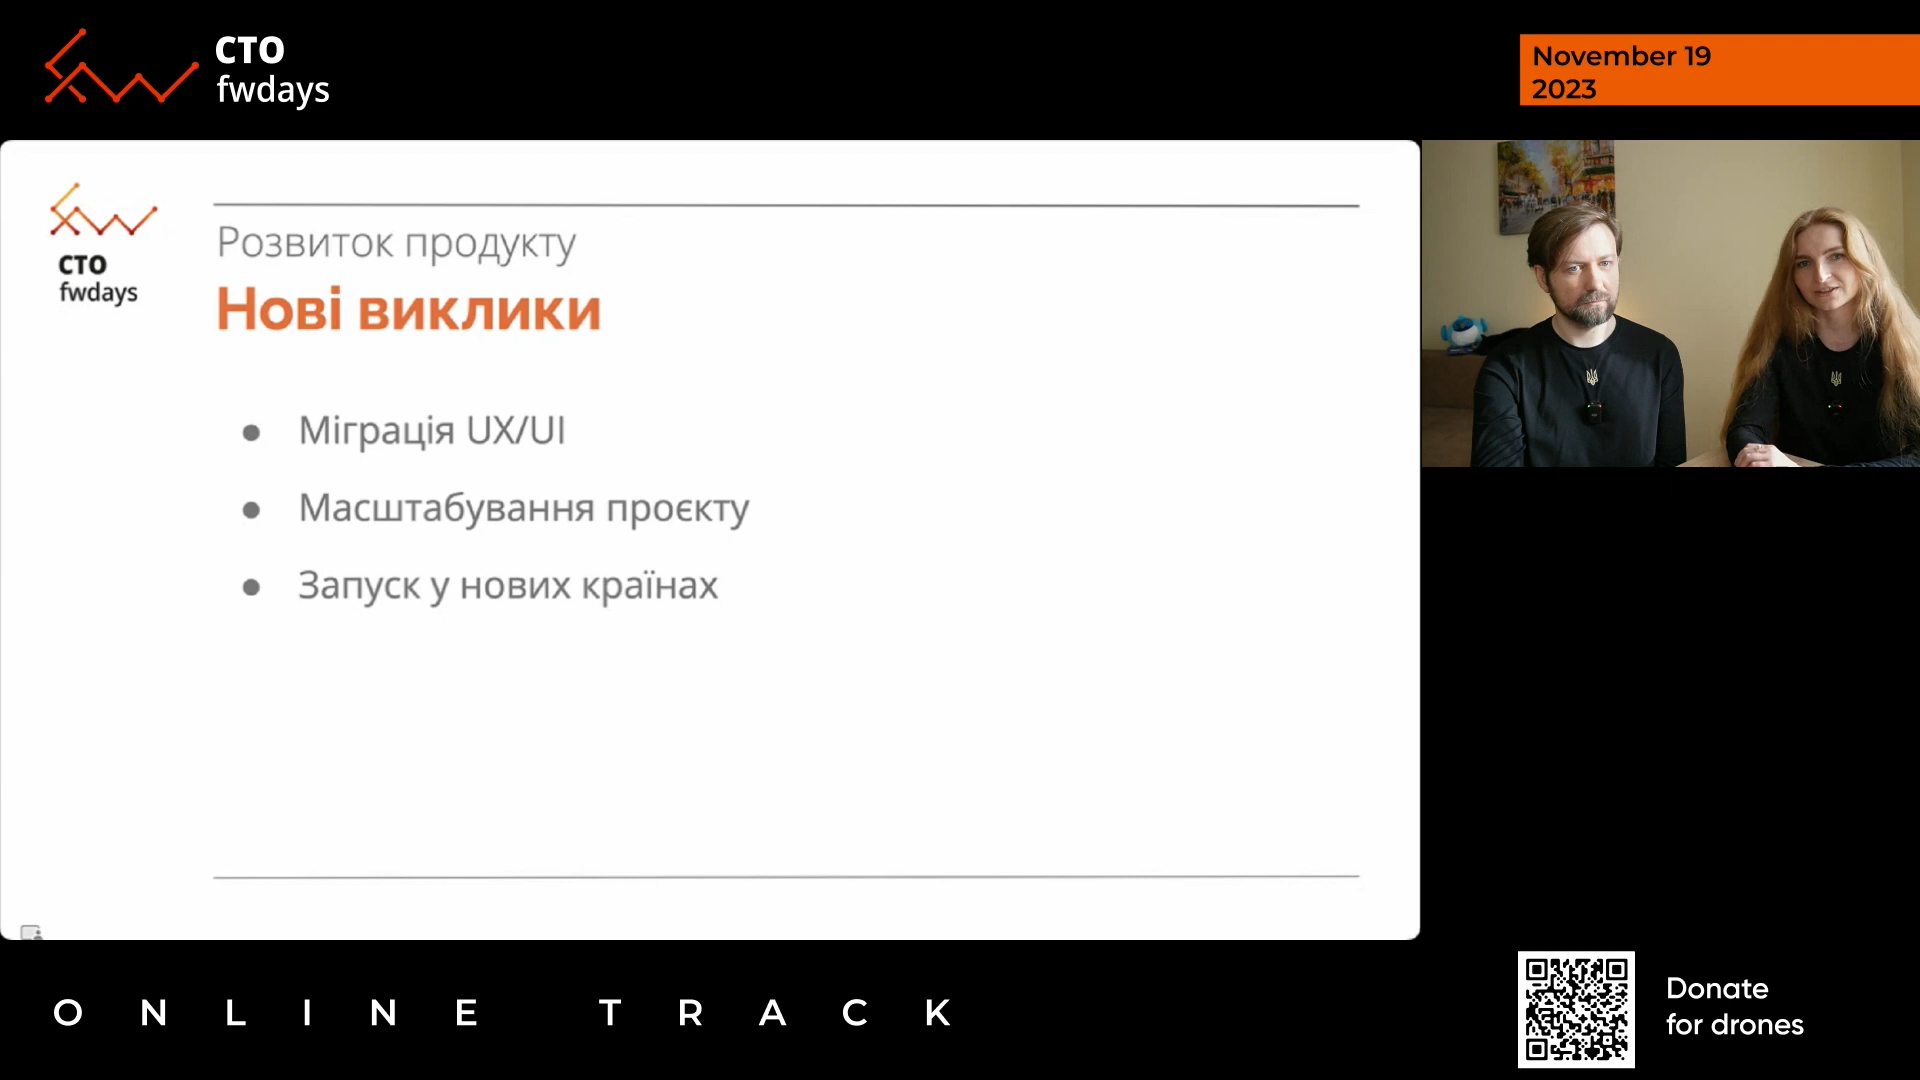 CTO
fwdays
November 19
2023
CTO
fwdays
Розвиток продукту
Нові виклики
● Міграція UX/UI
● Масштабування проєкту
● Запуск у нових країнах
ONLINE TRACK
Donate
for drones